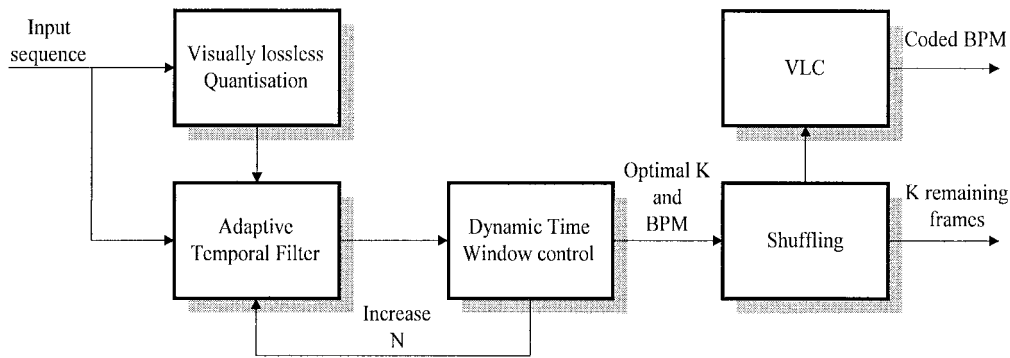 Input
sequence
Visually lossless
Quantisation
VLC
Coded BPM
Adaptive
Temporal Filter
Dynamic Time
Window control
Optimal K
and
BPM
Shuffling
K remaining
frames
Increase
N